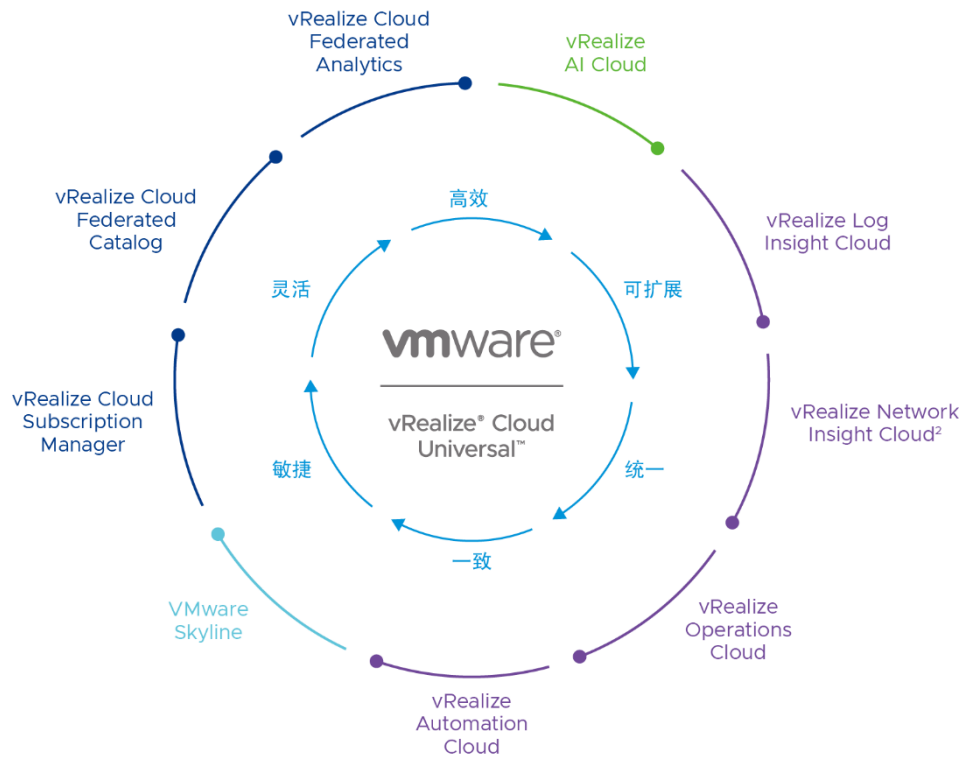 vRealize Cloud
Federated
Analytics
vRealize
AI Cloud
vRealize Log
Insight Cloud
vRealize Network
Insight Cloud²
vRealize
Operations
Cloud
vRealize
Automation
Cloud
VMware
Skyline
vRealize Cloud
Subscription
Manager
vRealize Cloud
Federated
Catalog
高效
可扩展
统一
一致
敏捷
灵活
vmware®
vRealize® Cloud
Universal™